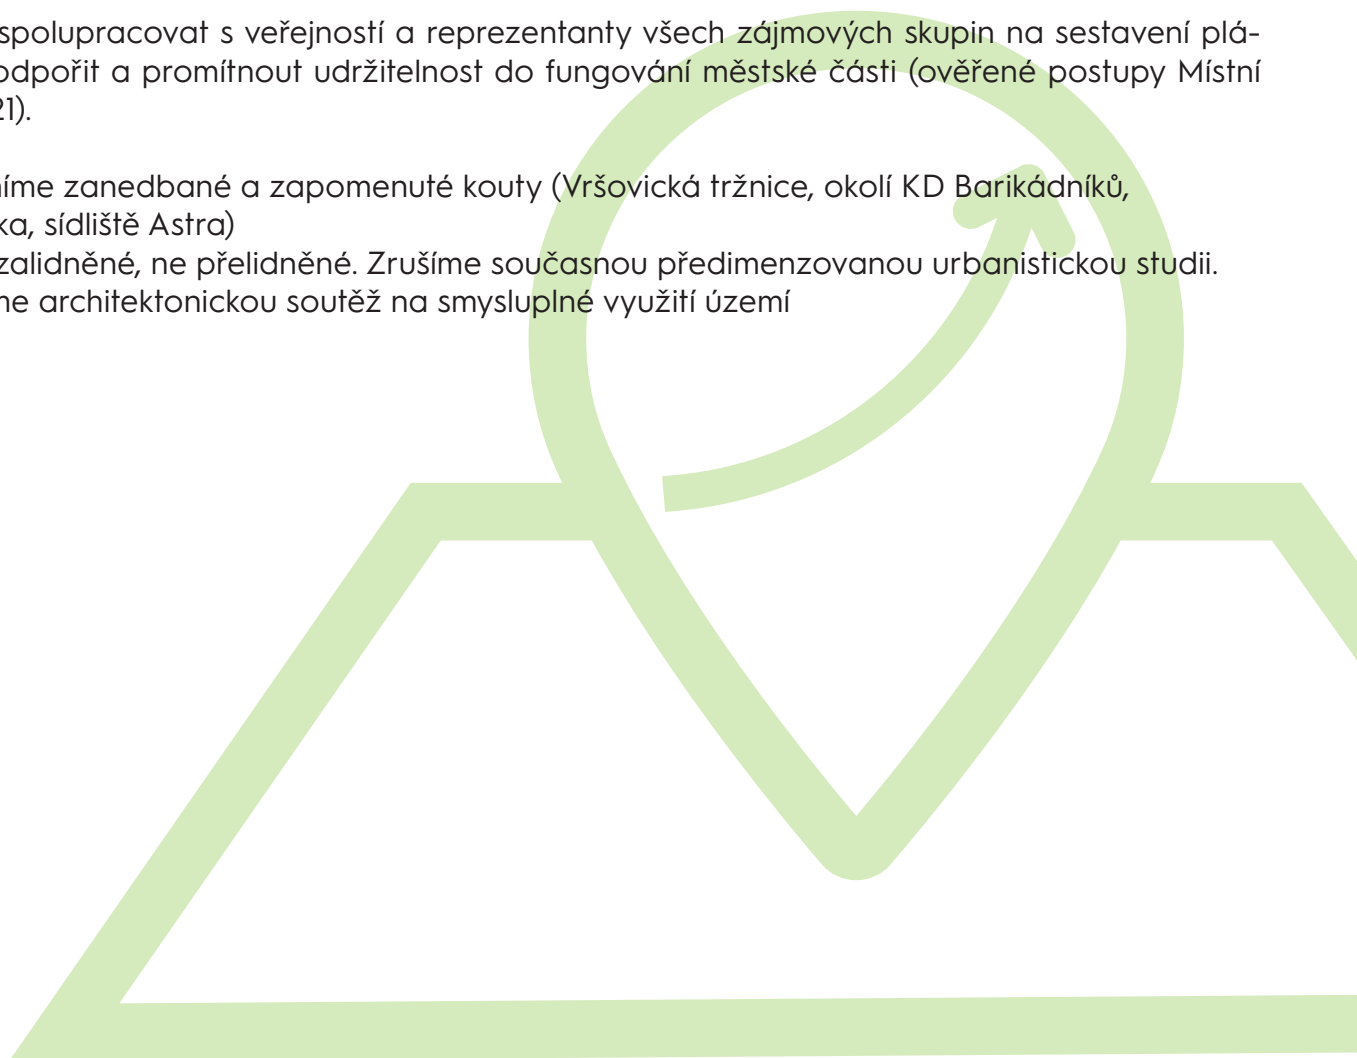 spolupracovat s veřejností a reprezentanty všech zájmových skupin na sestavení plá-
odpořit a promítnout udržitelnost do fungování městské části (ověřené postupy Místní
21).
níme zanedbané a zapomenuté kouty (Vršovická tržnice, okolí KD Barikádníků,
ka, sídliště Astra)
zalidněné, ne přelidněné. Zrušíme současnou předimenzovanou urbanistickou studii.
me architektonickou soutěž na smysluplné využití území